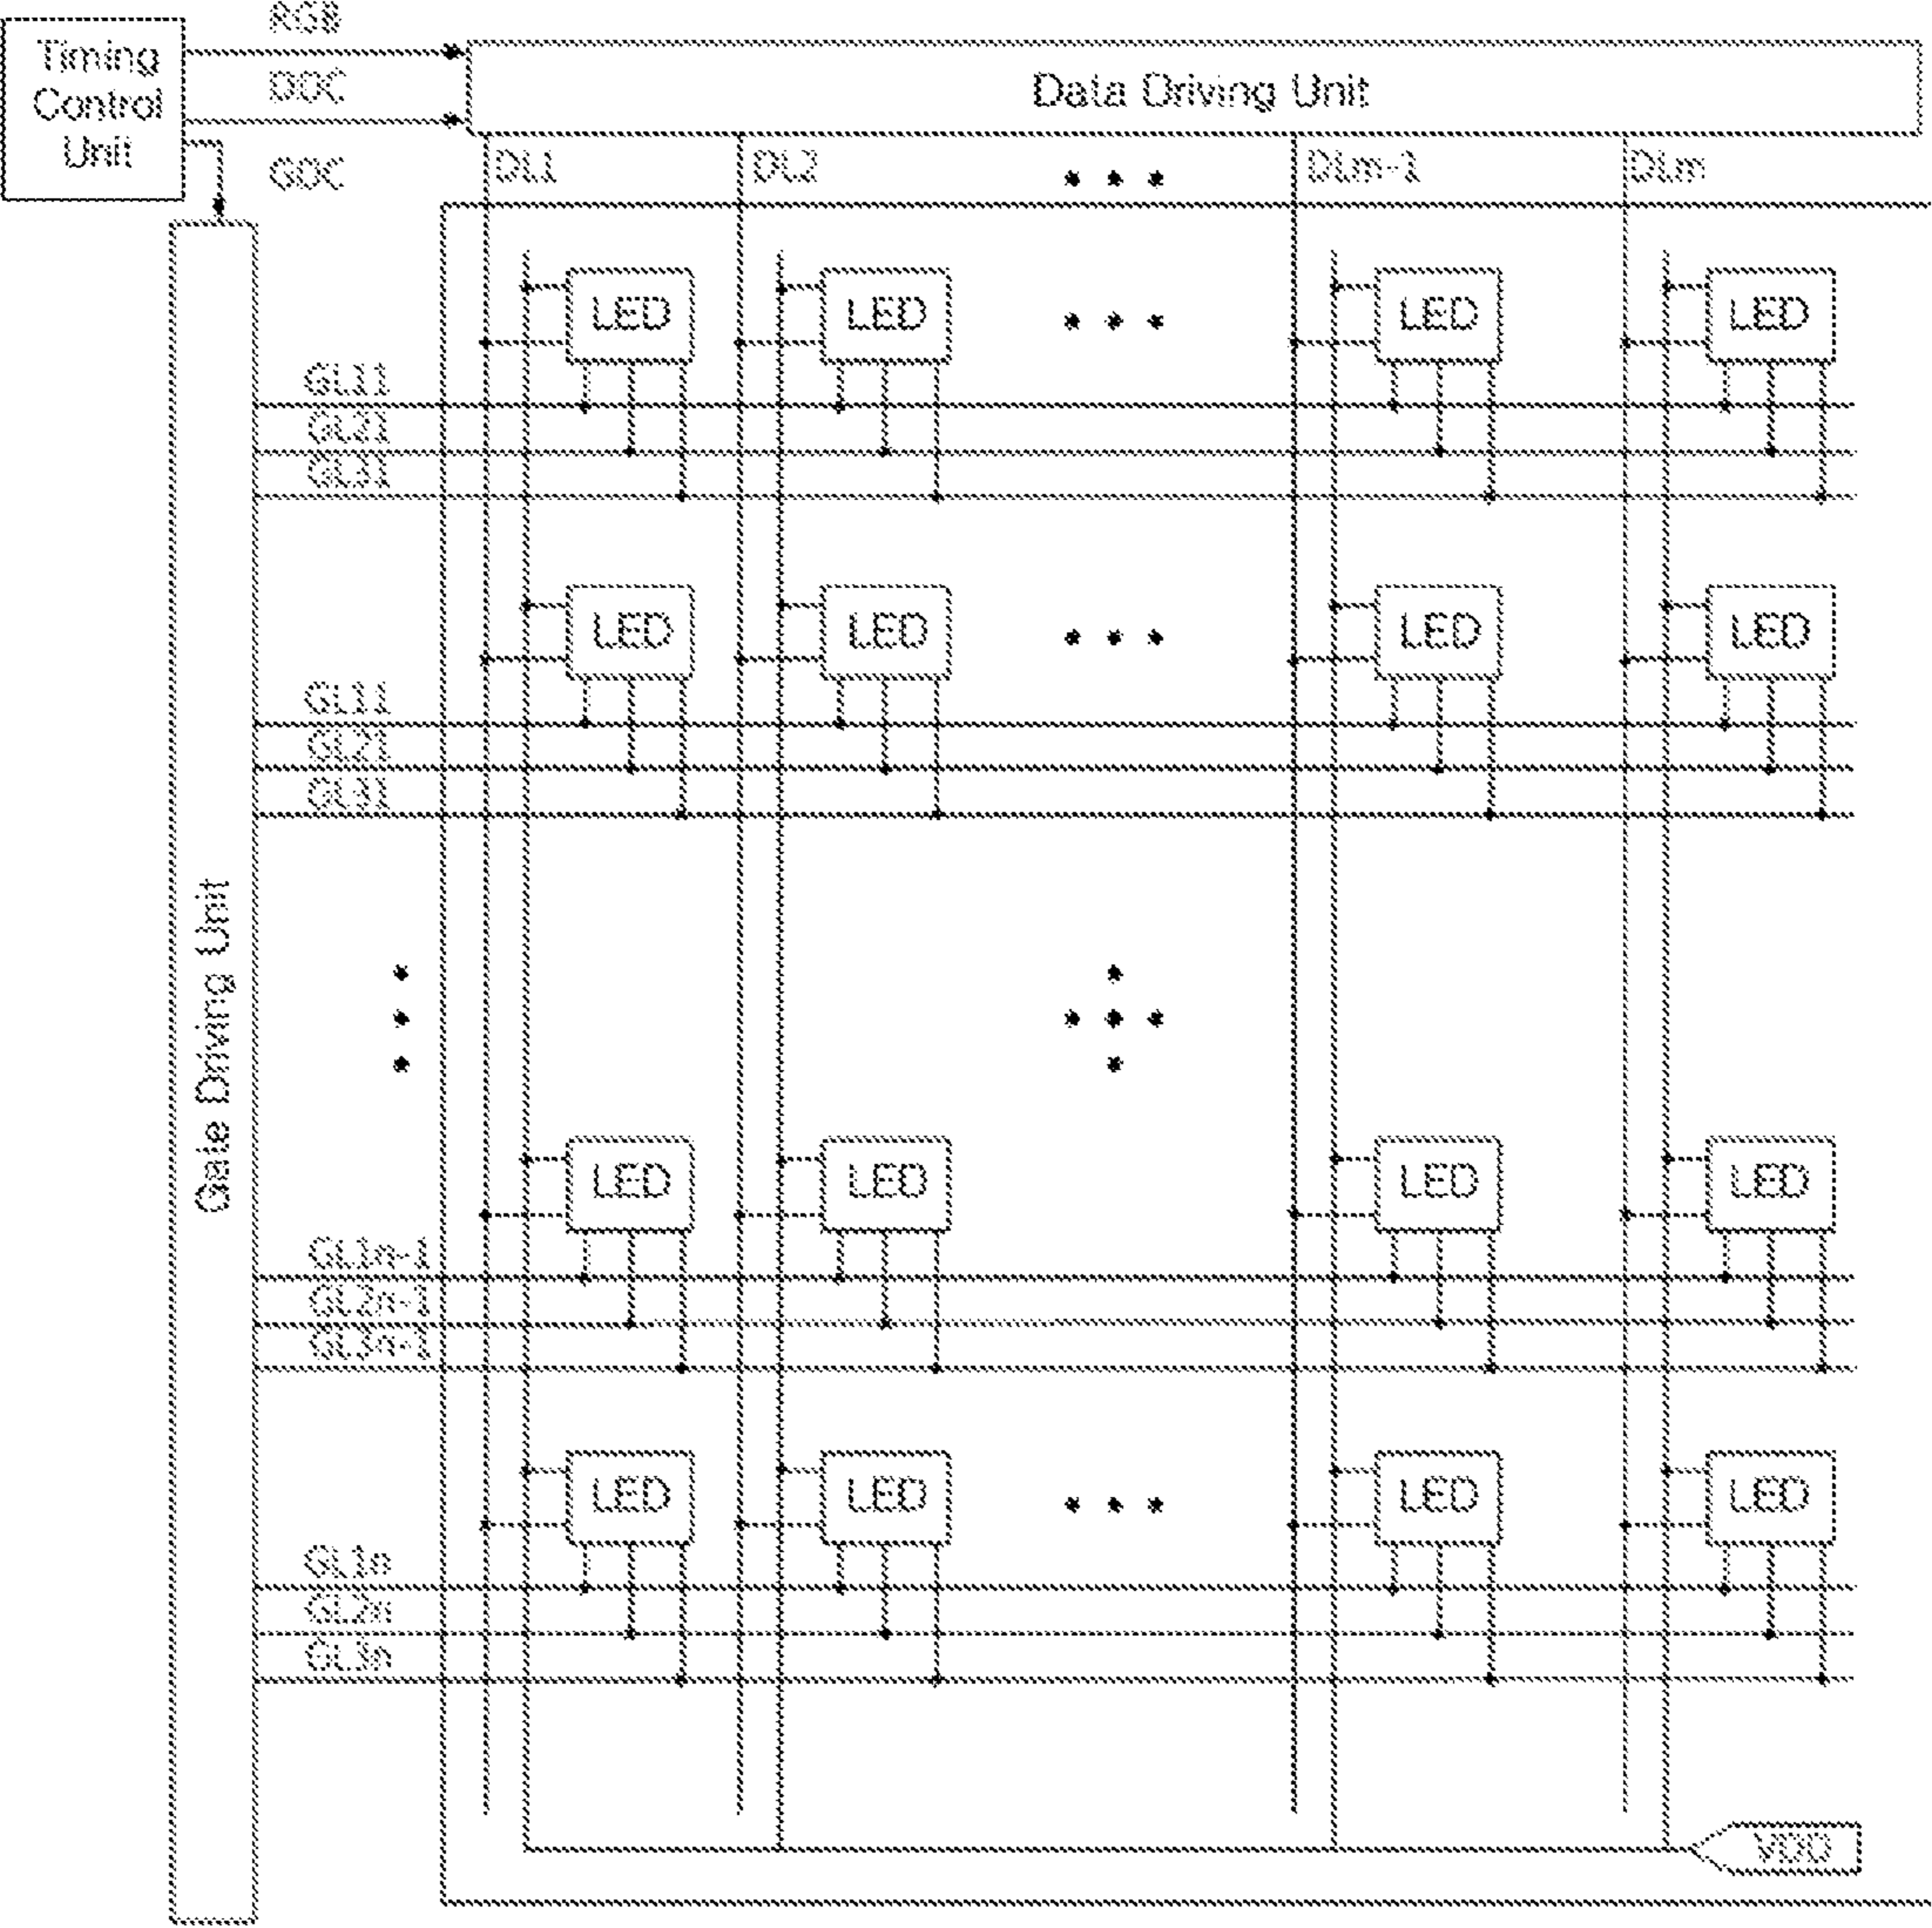 RGB
Timing
Control
Unit
DDC
GDC
Data Driving Unit
DL1 DL2 DLm-1 DLm
LED LED LED LED
GL11
GL21
GL31
LED LED LED LED
GL11
GL21
GL31
Gate Driving Unit
LED LED LED LED
GL1n-1
GL2n-1
GL3n-1
LED LED LED LED
GL1n
GL2n
GL3n
VDD